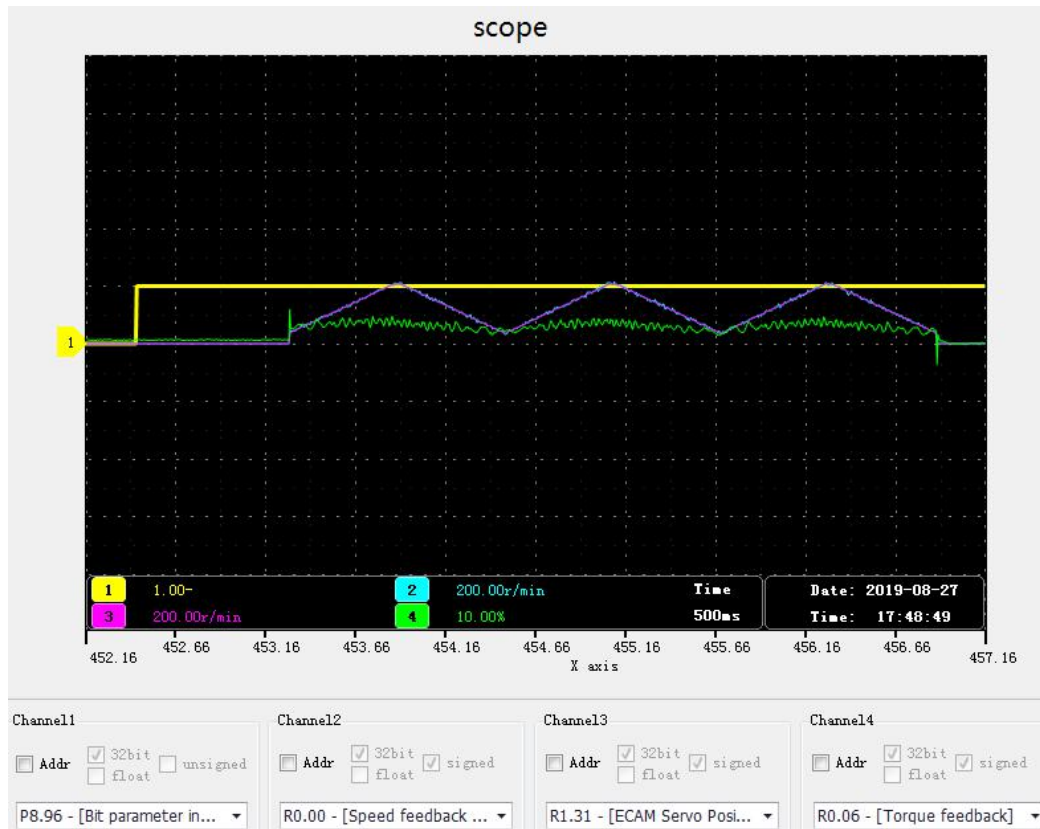 scope
1
1 1.00- 2 200.00r/min Time Date: 2019-08-27
3 200.00r/min 4 10.00% 500ms Time: 17:48:49
452.16 452.66 453.16 453.66 454.16 454.66 455.16 455.66 456.16 456.66 457.16
X axis
Channel1 Channel2 Channel3 Channel4
Addr 32bit unsigned Addr 32bit signed Addr 32bit signed Addr 32bit signed
float float float float
P8.96 - [Bit parameter in... R0.00 - [Speed feedback ... R1.31 - [ECAM Servo Posi... R0.06 - [Torque feedback]